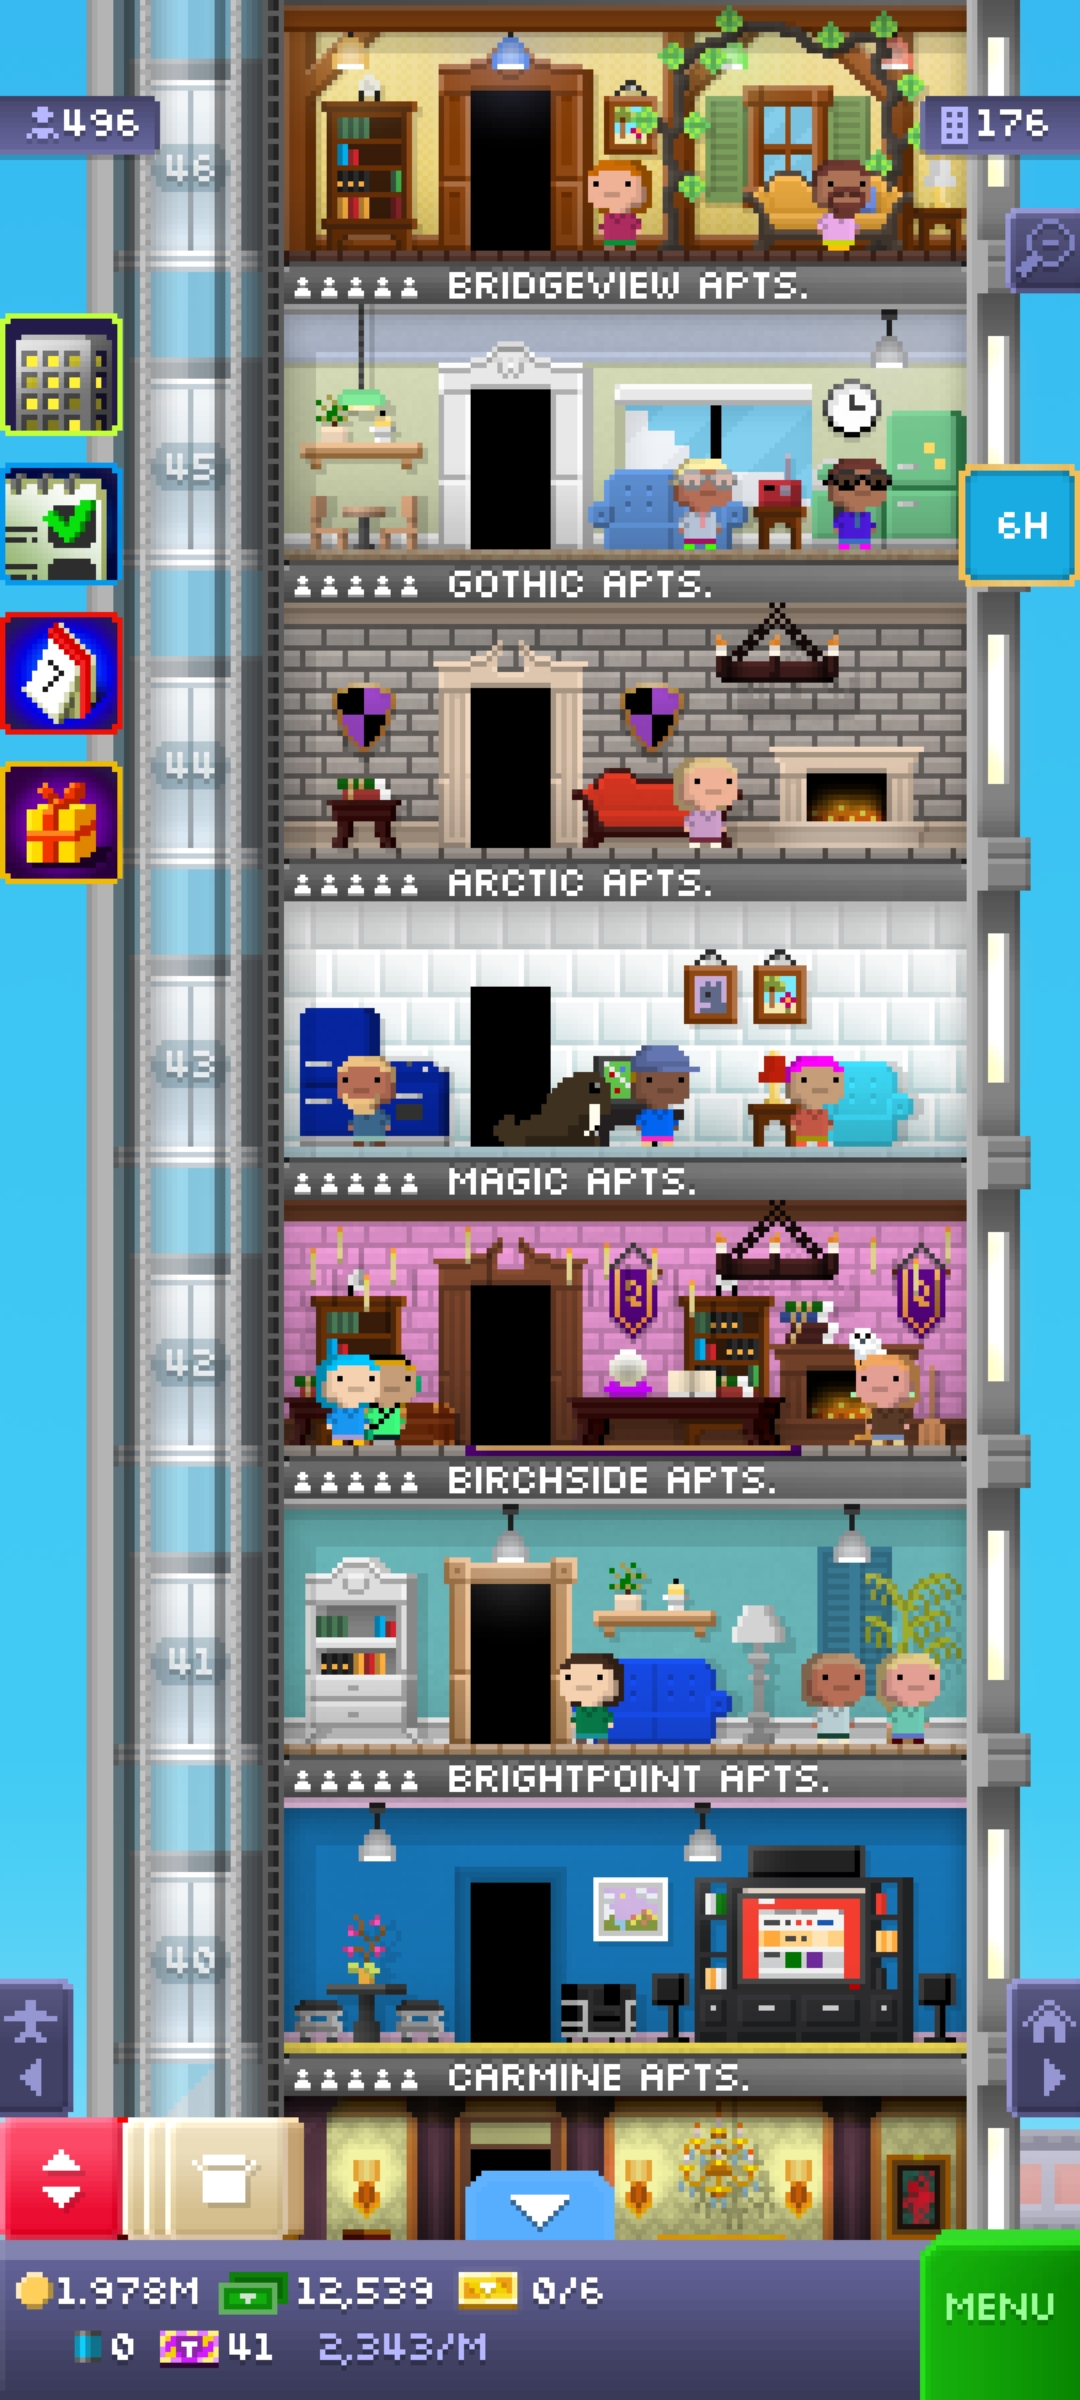 496
176
46
BRIDGEVIEW APTS.
45
6H
GOTHIC APTS.
44
ARCTIC APTS.
43
MAGIC APTS.
42
BIRCHSIDE APTS.
41
BRIGHTPOINT APTS.
40
CARMINE APTS.
1.978M 12,539 0/6
MENU
0 T 41 2,343/M